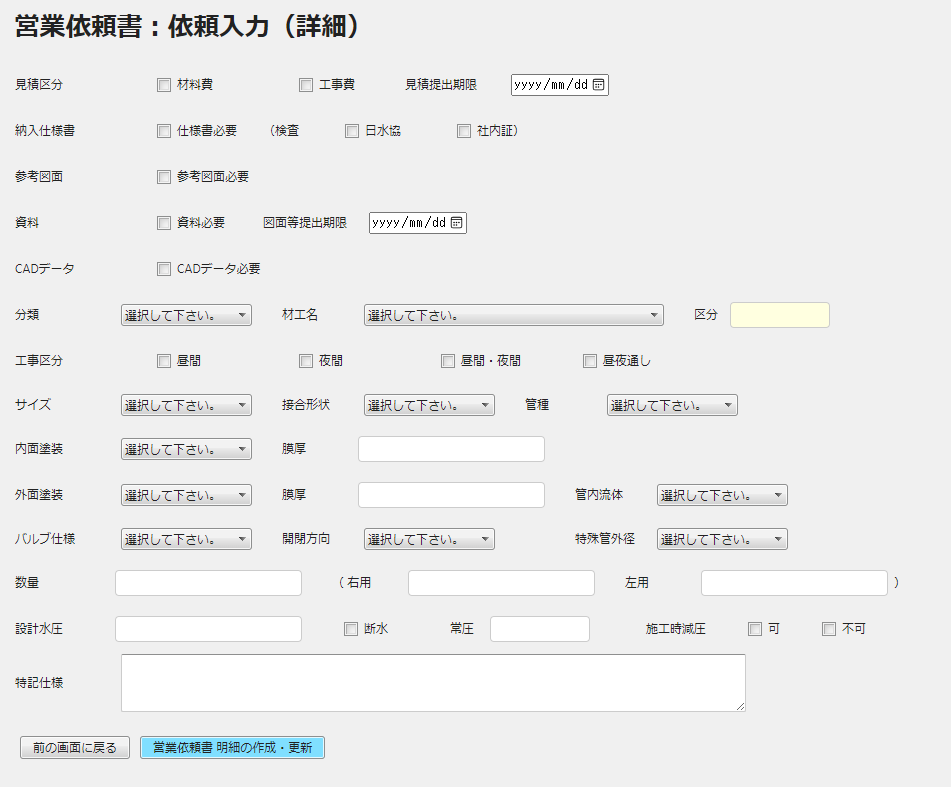 営業依頼書：依頼入力（詳細）
見積区分 材料費 工事費 見積提出期限 yyyy/mm/dd
納入仕様書 仕様書必要 （検査 日水協 社内証）
参考図面 参考図面必要
資料 資料必要 図面等提出期限 yyyy/mm/dd
CADデータ CADデータ必要
分類 選択して下さい。 材工名 選択して下さい。 区分
工事区分 昼間 夜間 昼間・夜間 昼夜通し
サイズ 選択して下さい。 接合形状 選択して下さい。 管種 選択して下さい。
内面塗装 選択して下さい。 膜厚
外面塗装 選択して下さい。 膜厚 管内流体 選択して下さい。
バルブ仕様 選択して下さい。 開閉方向 選択して下さい。 特殊管外径 選択して下さい。
数量 （ 右用 左用 ）
設計水圧 断水 常圧 施工時減圧 可 不可
特記仕様
前の画面に戻る 営業依頼書 明細の作成・更新